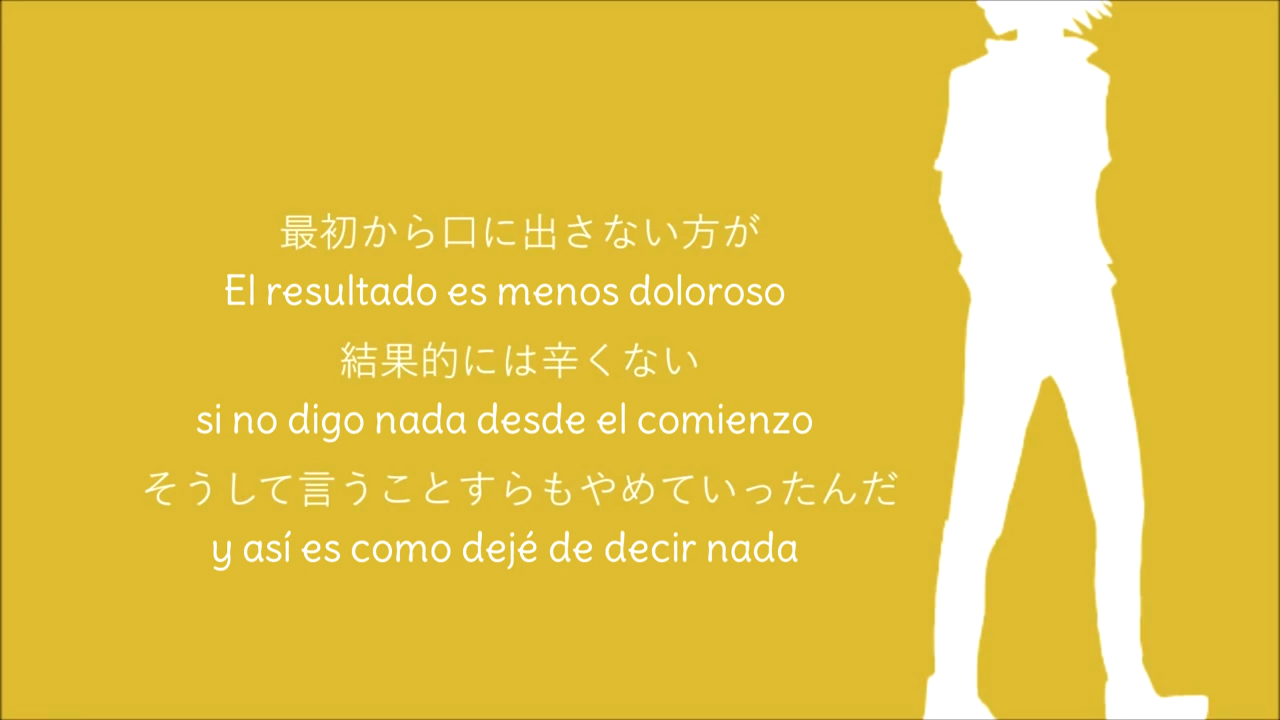 最初から口に出さない方が
El resultado es menos doloroso
結果的には辛くない
si no digo nada desde el comienzo
そうして言うことすらもやめていったんだ
y así es como dejé de decir nada